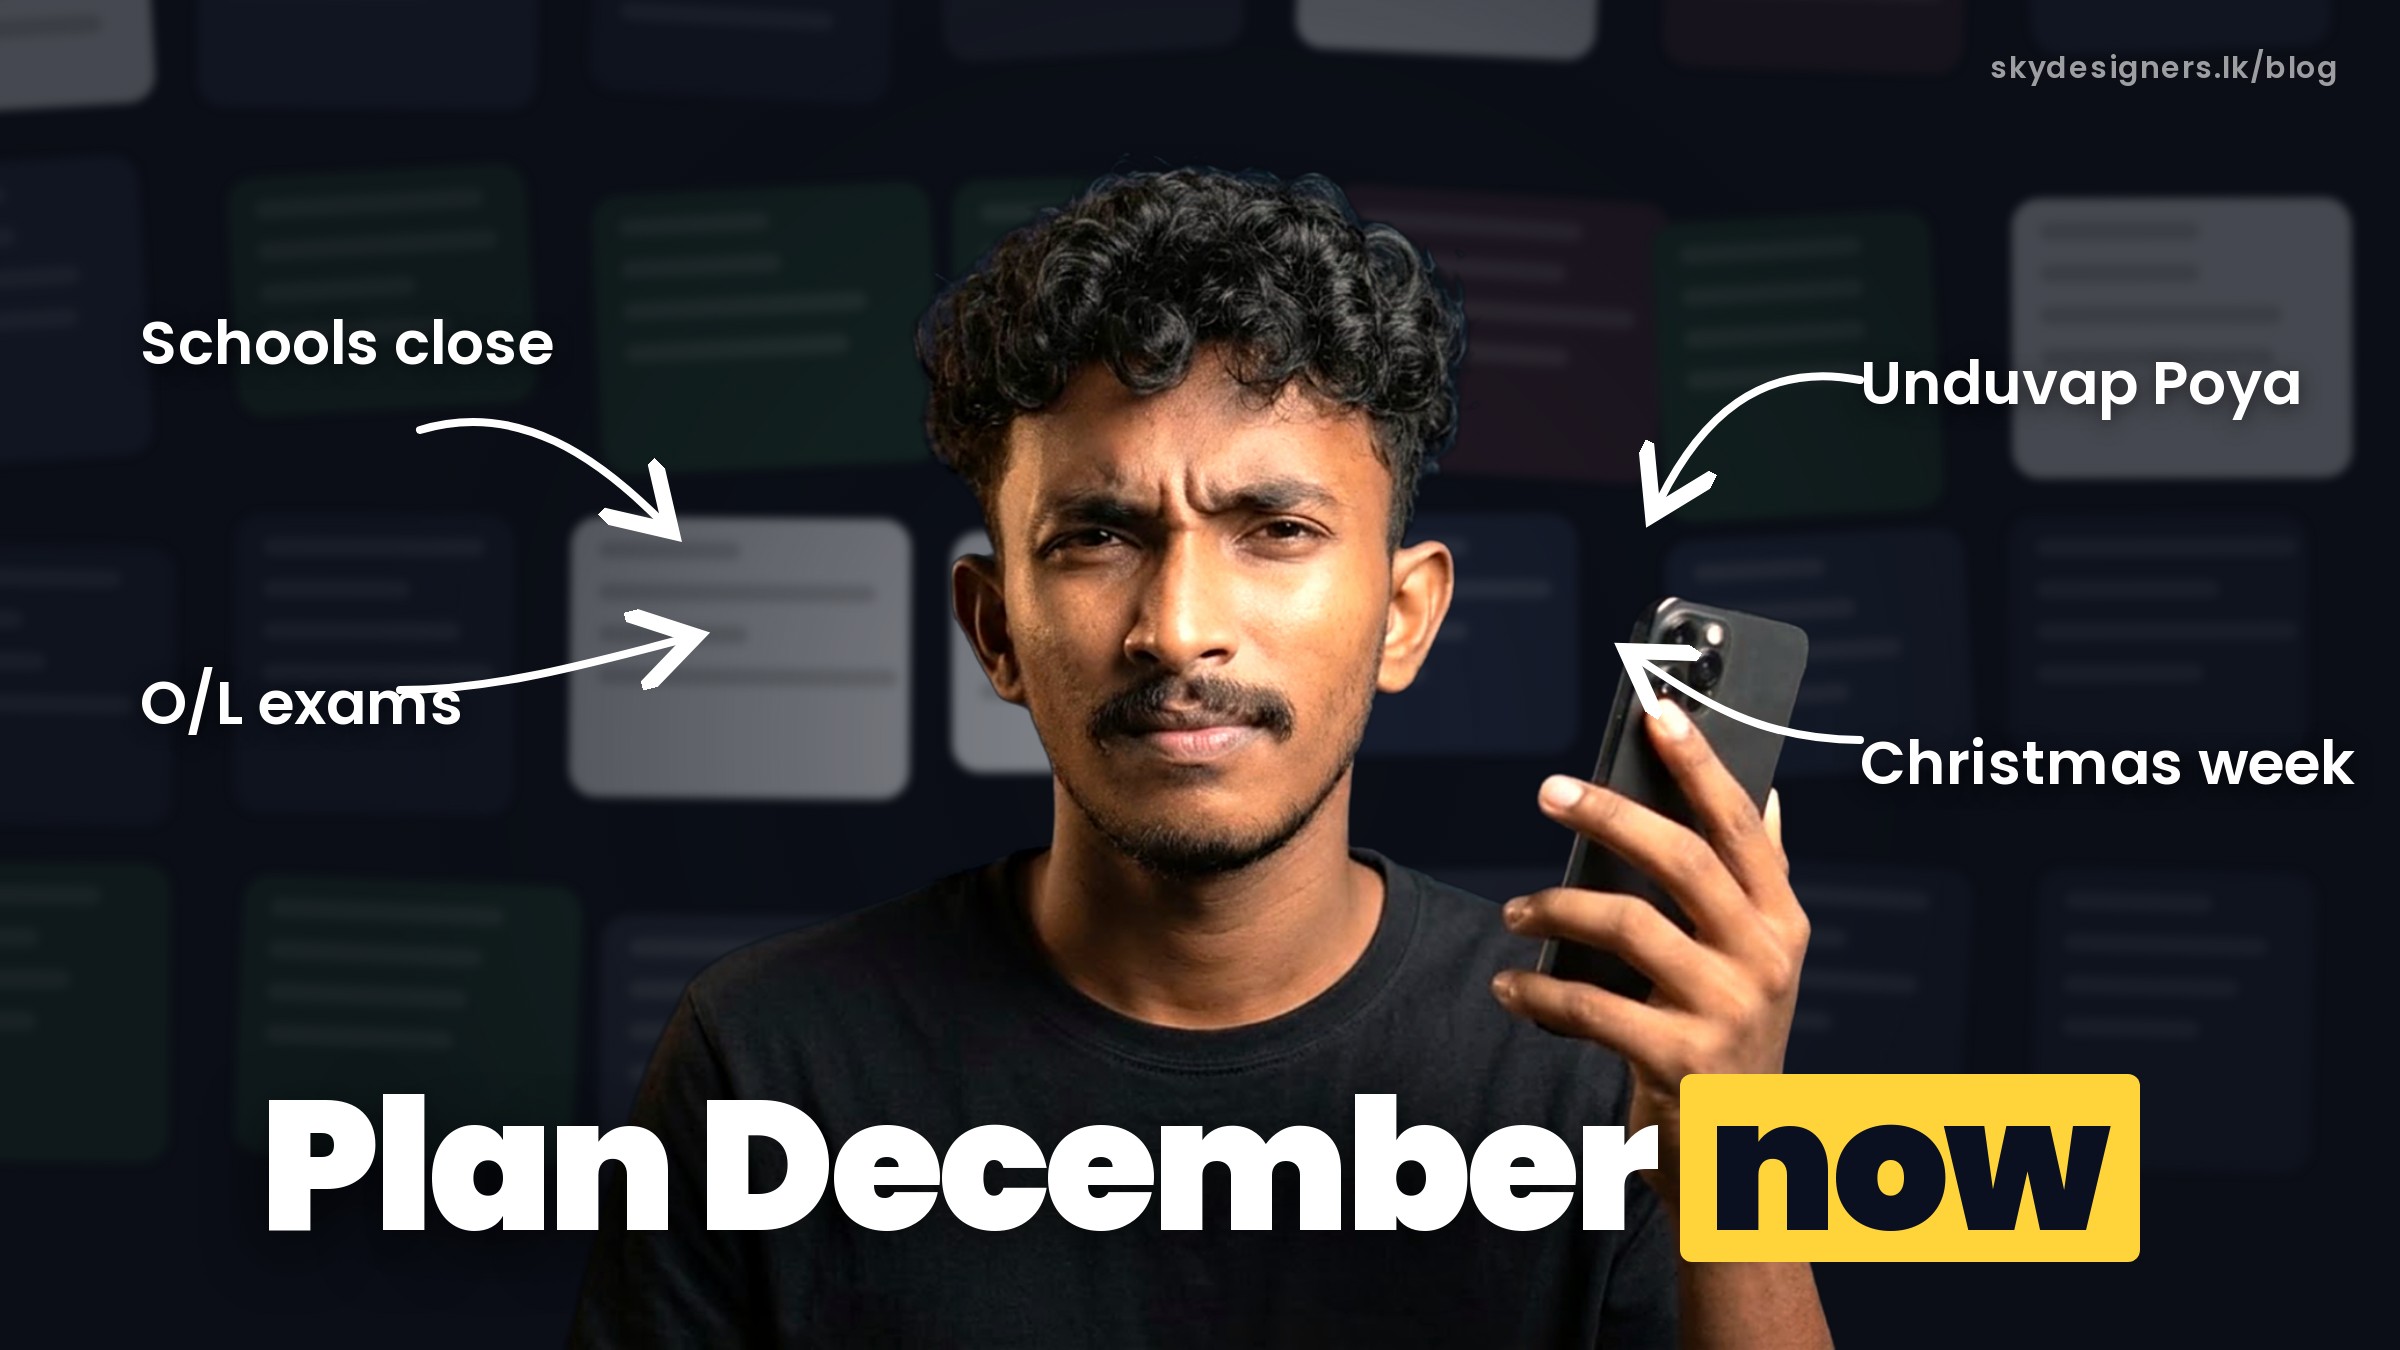 skydesigners.lk/blog
Schools close
Unduvap Poya
O/L exams
Christmas week
Plan December now